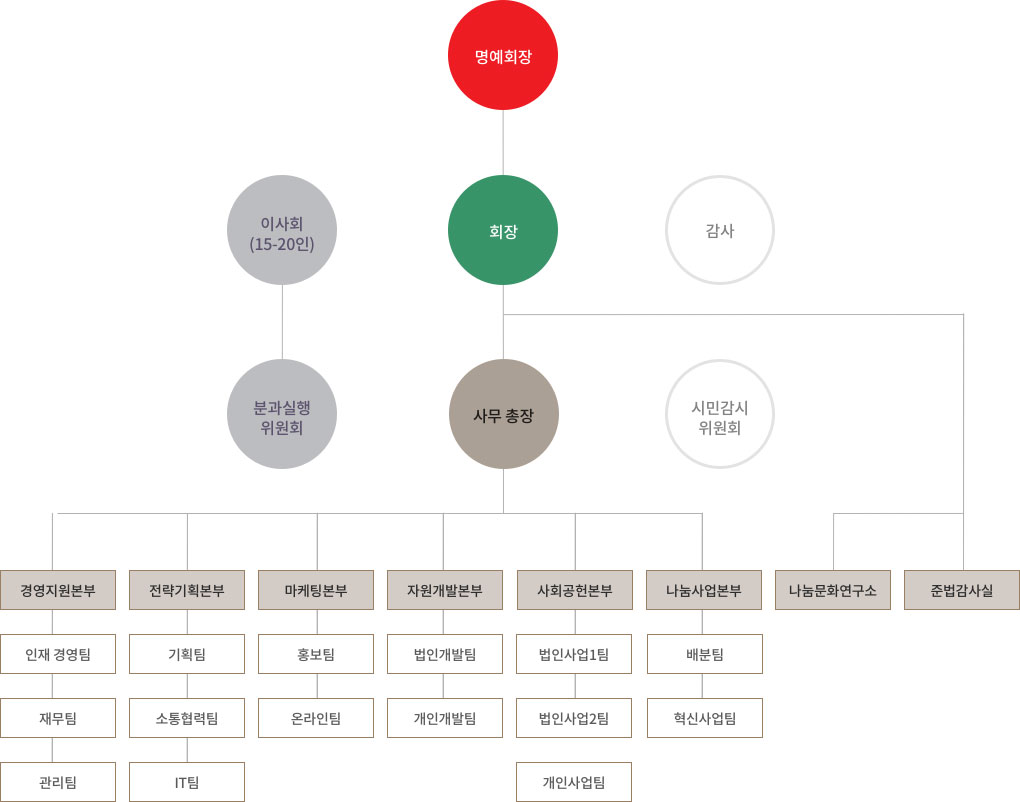 명예회장
이사회
(15-20인)
회장
감사
분과실행
위원회
사무 총장
시민감시
위원회
경영지원본부
전략기획본부
마케팅본부
자원개발본부
사회공헌본부
나눔사업본부
나눔문화연구소
준법감사실
인재 경영팀
기획팀
홍보팀
법인개발팀
법인사업1팀
배분팀
재무팀
소통협력팀
온라인팀
개인개발팀
법인사업2팀
혁신사업팀
관리팀
IT팀
개인사업팀